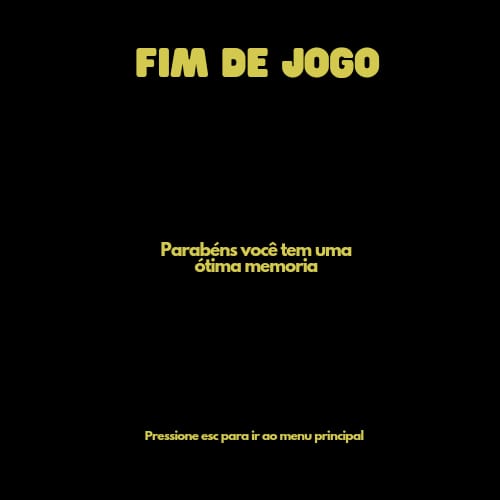 FIM DE JOGO
Parabéns você tem uma
ótima memoria
Pressione esc para ir ao menu principal